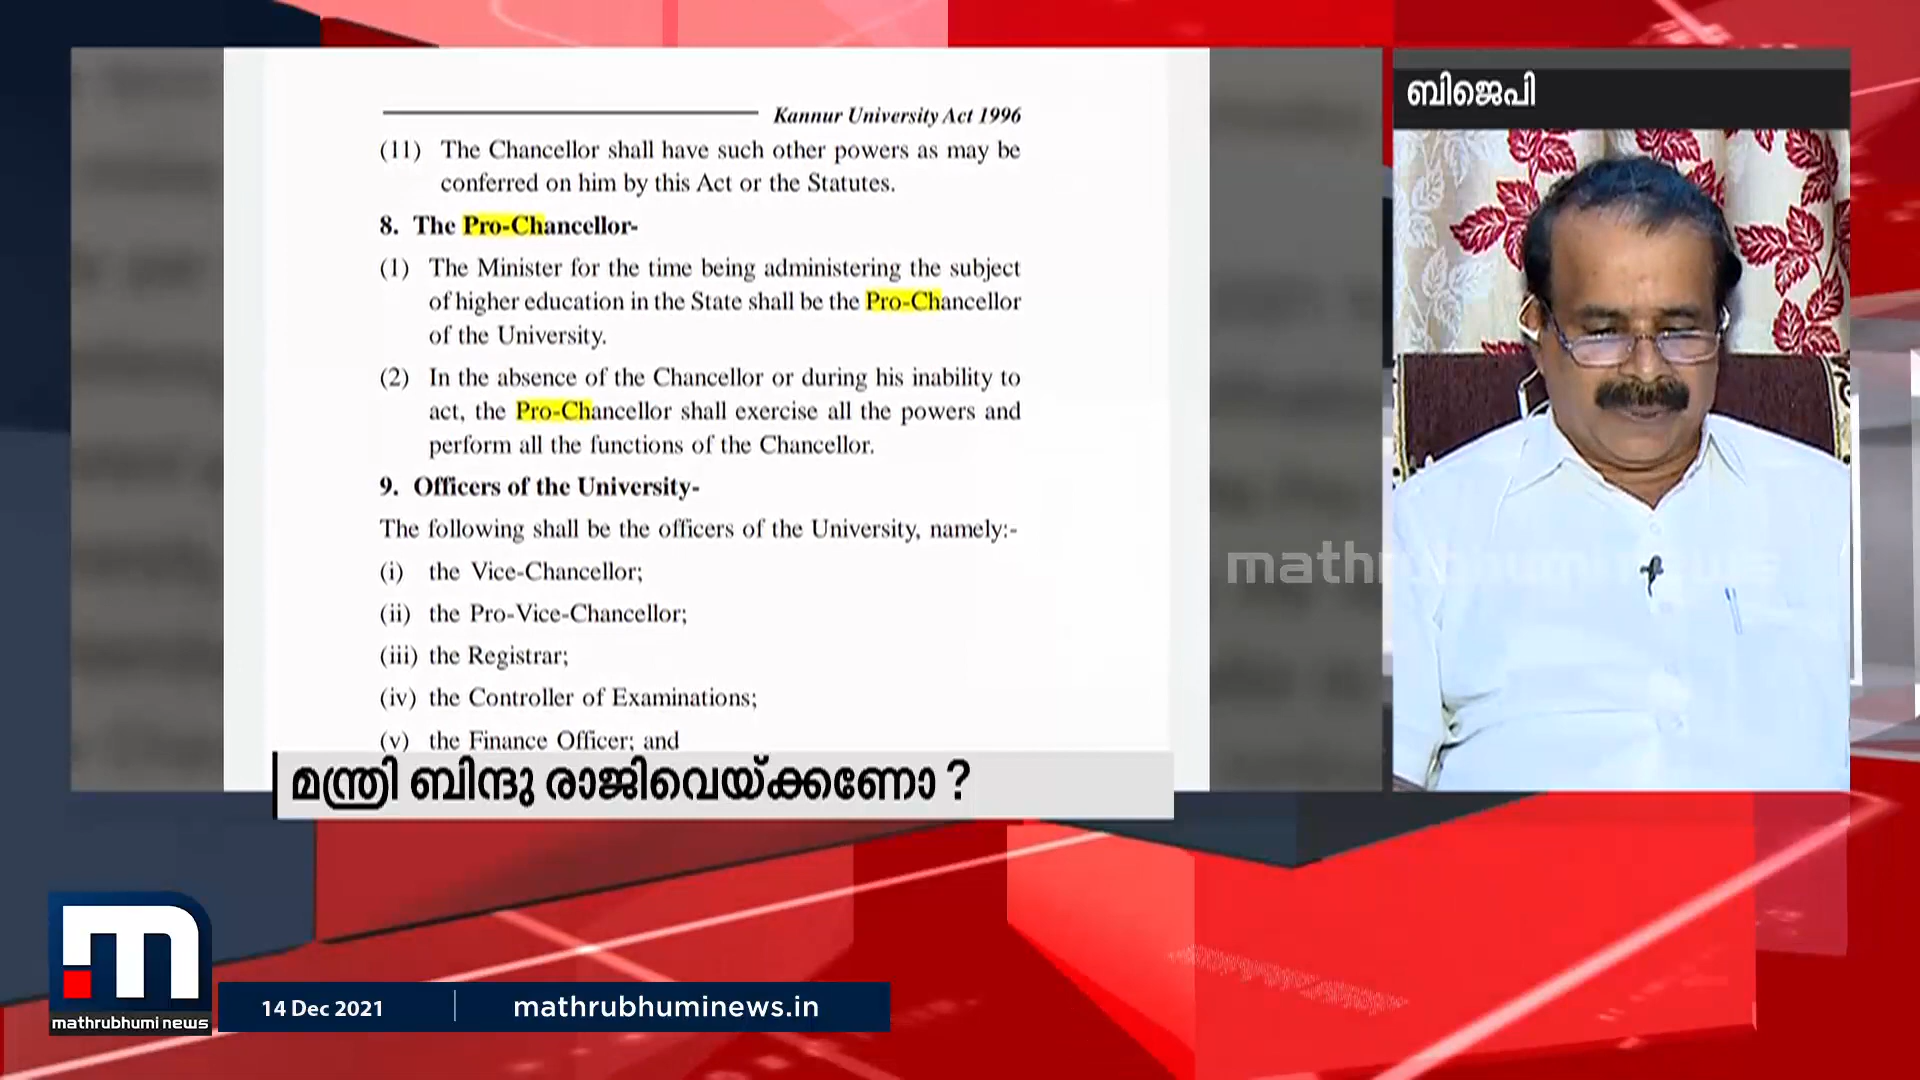 Kannur University Act 1996
(11) The Chancellor shall have such other powers as may be
conferred on him by this Act or the Statutes.
8. The Pro-Chancellor-
(1) The Minister for the time being administering the subject
of higher education in the State shall be the Pro-Chancellor
of the University.
(2) In the absence of the Chancellor or during his inability to
act, the Pro-Chancellor shall exercise all the powers and
perform all the functions of the Chancellor.
9. Officers of the University-
The following shall be the officers of the University, namely:-
(i) the Vice-Chancellor;
(ii) the Pro-Vice-Chancellor;
(iii) the Registrar;
(iv) the Controller of Examinations;
(v) the Finance Officer; and
ബിജെപി
mathrubhumi news
മന്ത്രി ബിന്ദു രാജിവെയ്ക്കണോ ?
mathrubhumi news
14 Dec 2021
mathrubhuminews.in